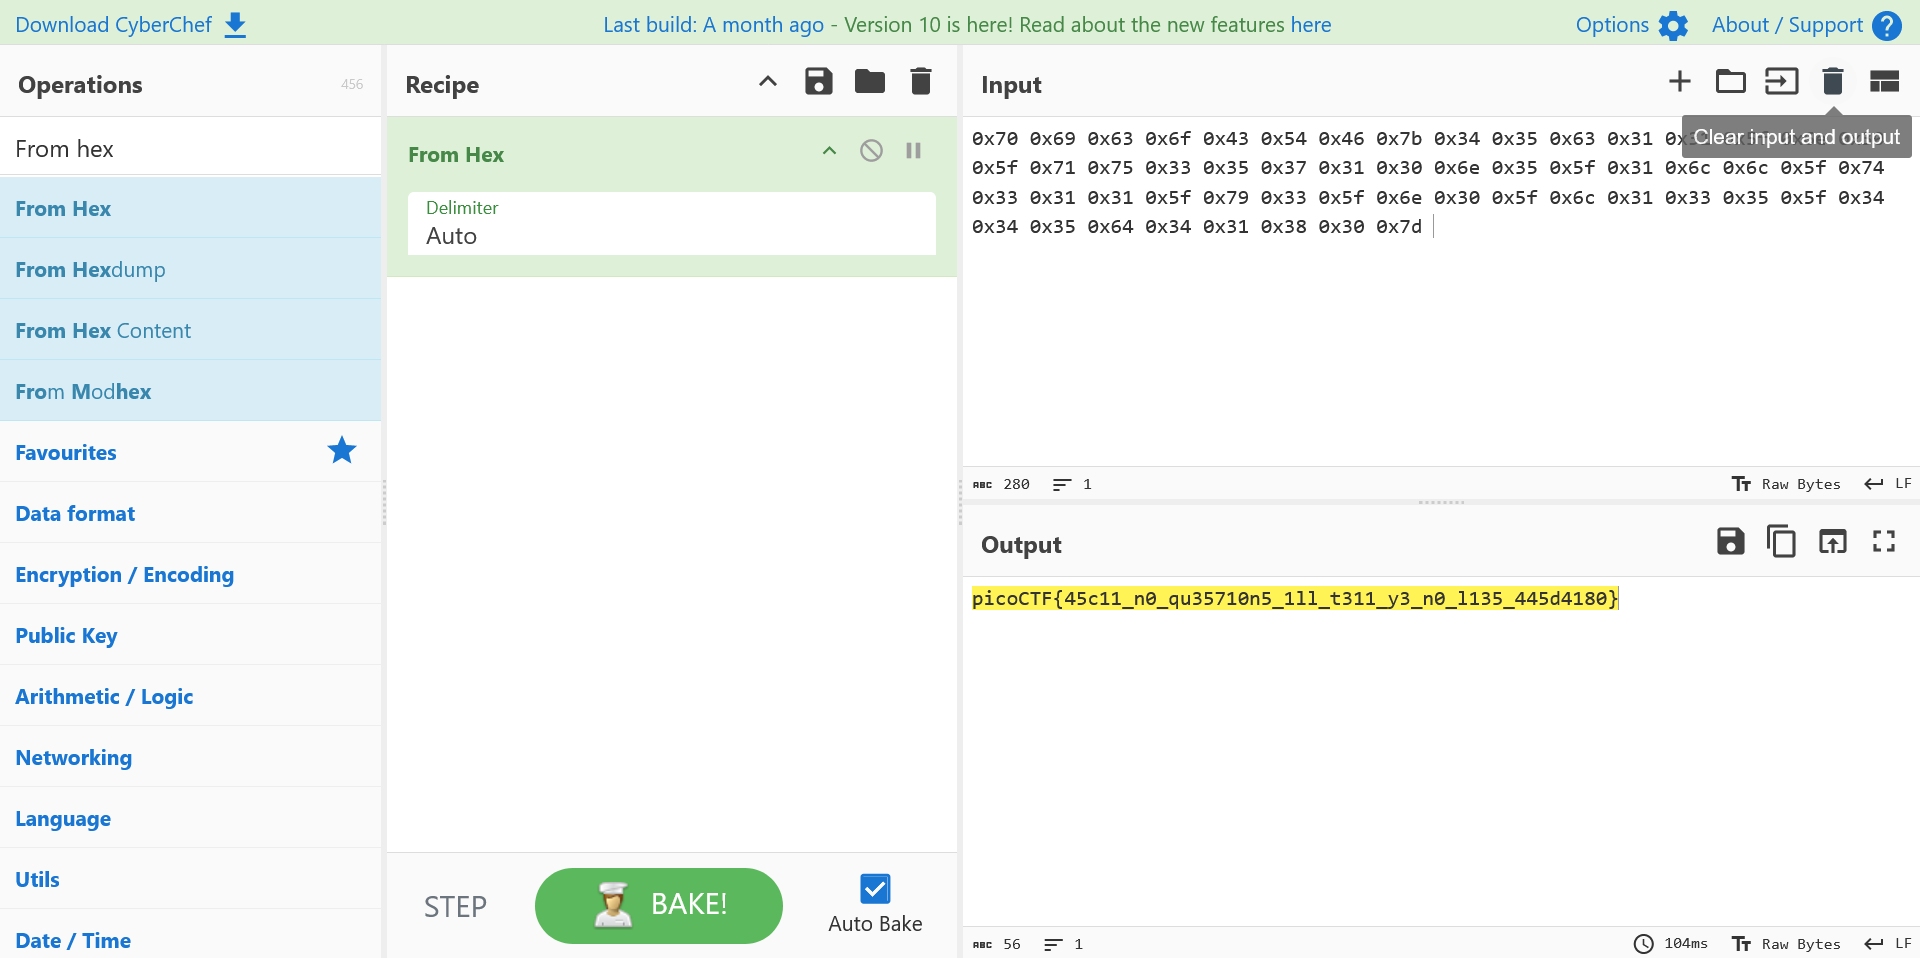 Download CyberChef
Last build: A month ago - Version 10 is here! Read about the new features here
Options
About / Support
Operations
456
From hex
From Hex
From Hexdump
From Hex Content
From Modhex
Favourites
Data format
Encryption / Encoding
Public Key
Arithmetic / Logic
Networking
Language
Utils
Date / Time
Recipe
From Hex
Delimiter
Auto
STEP
BAKE!
Auto Bake
Input
Clear input and output
0x70 0x69 0x63 0x6f 0x43 0x54 0x46 0x7b 0x34 0x35 0x63 0x31
0x5f 0x71 0x75 0x33 0x35 0x37 0x31 0x30 0x6e 0x35 0x5f 0x31 0x6c 0x6c 0x5f 0x74
0x33 0x31 0x31 0x5f 0x79 0x33 0x5f 0x6e 0x30 0x5f 0x6c 0x31 0x33 0x35 0x5f 0x34
0x34 0x35 0x64 0x34 0x31 0x38 0x30 0x7d
ABC 280
1
Tт Raw Bytes
LF
Output
picoCTF{45c11_n0_qu35710n5_1ll_t311_y3_n0_l135_445d4180}
ABC 56
1
104ms
Tт Raw Bytes
LF